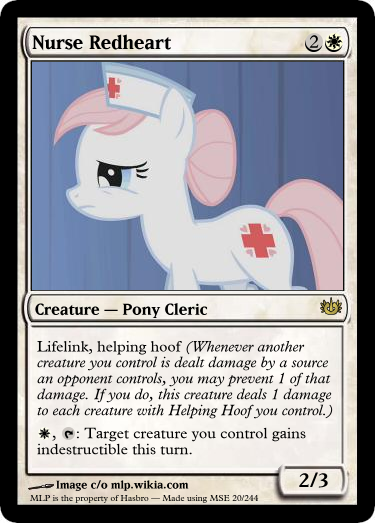 Nurse Redheart 2
Creature — Pony Cleric
Lifelink, helping hoof (Whenever another
creature you control is dealt damage by a source
an opponent controls, you may prevent 1 of that
damage. If you do, this creature deals 1 damage
to each creature with Helping Hoof you control.)
, : Target creature you control gains
indestructible this turn.
2/3
Image c/o mlp.wikia.com
MLP is the property of Hasbro — Made using MSE 20/244